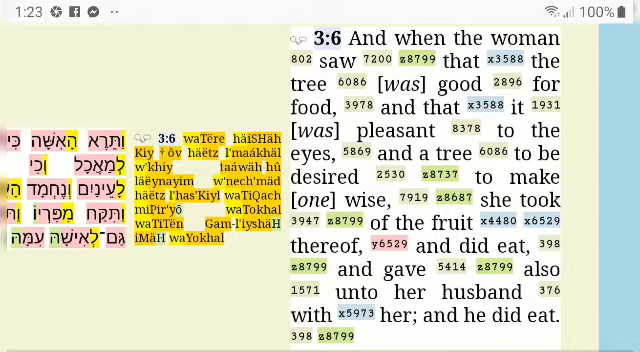 1:23 100%
וַתֵּרֶא הָאִשָּׁה כִּי
לְמַאֲכָל וְכִי
לָעֵינַיִם וְנֶחְמָד
וַתִּקַּח מִפִּרְיוֹ
גַּם־לְאִישָׁהּ עִמָּהּ
3:6 waTëre häiSHäh
Kiy †ôv häëtz l'maákhäl
w'khiy taáwäh-hû
läëynayim w'nech'mäd
häëtz l'has'Kiyl waTiQach
miPir'yô waTokhal
waTiTën Gam-l'iyshäH
iMäH waYokhal
3:6 And when the woman
802 saw 7200 z8799 that x3588 the
tree 6086 [was] good 2896 for
food, 3978 and that x3588 it 1931
[was] pleasant 8378 to the
eyes, 5869 and a tree 6086 to be
desired 2530 z8737 to make
[one] wise, 7919 z8687 she took
3947 z8799 of the fruit x4480 x6529
thereof, y6529 and did eat, 398
z8799 and gave 5414 z8799 also
1571 unto her husband 376
with x5973 her; and he did eat.
398 z8799